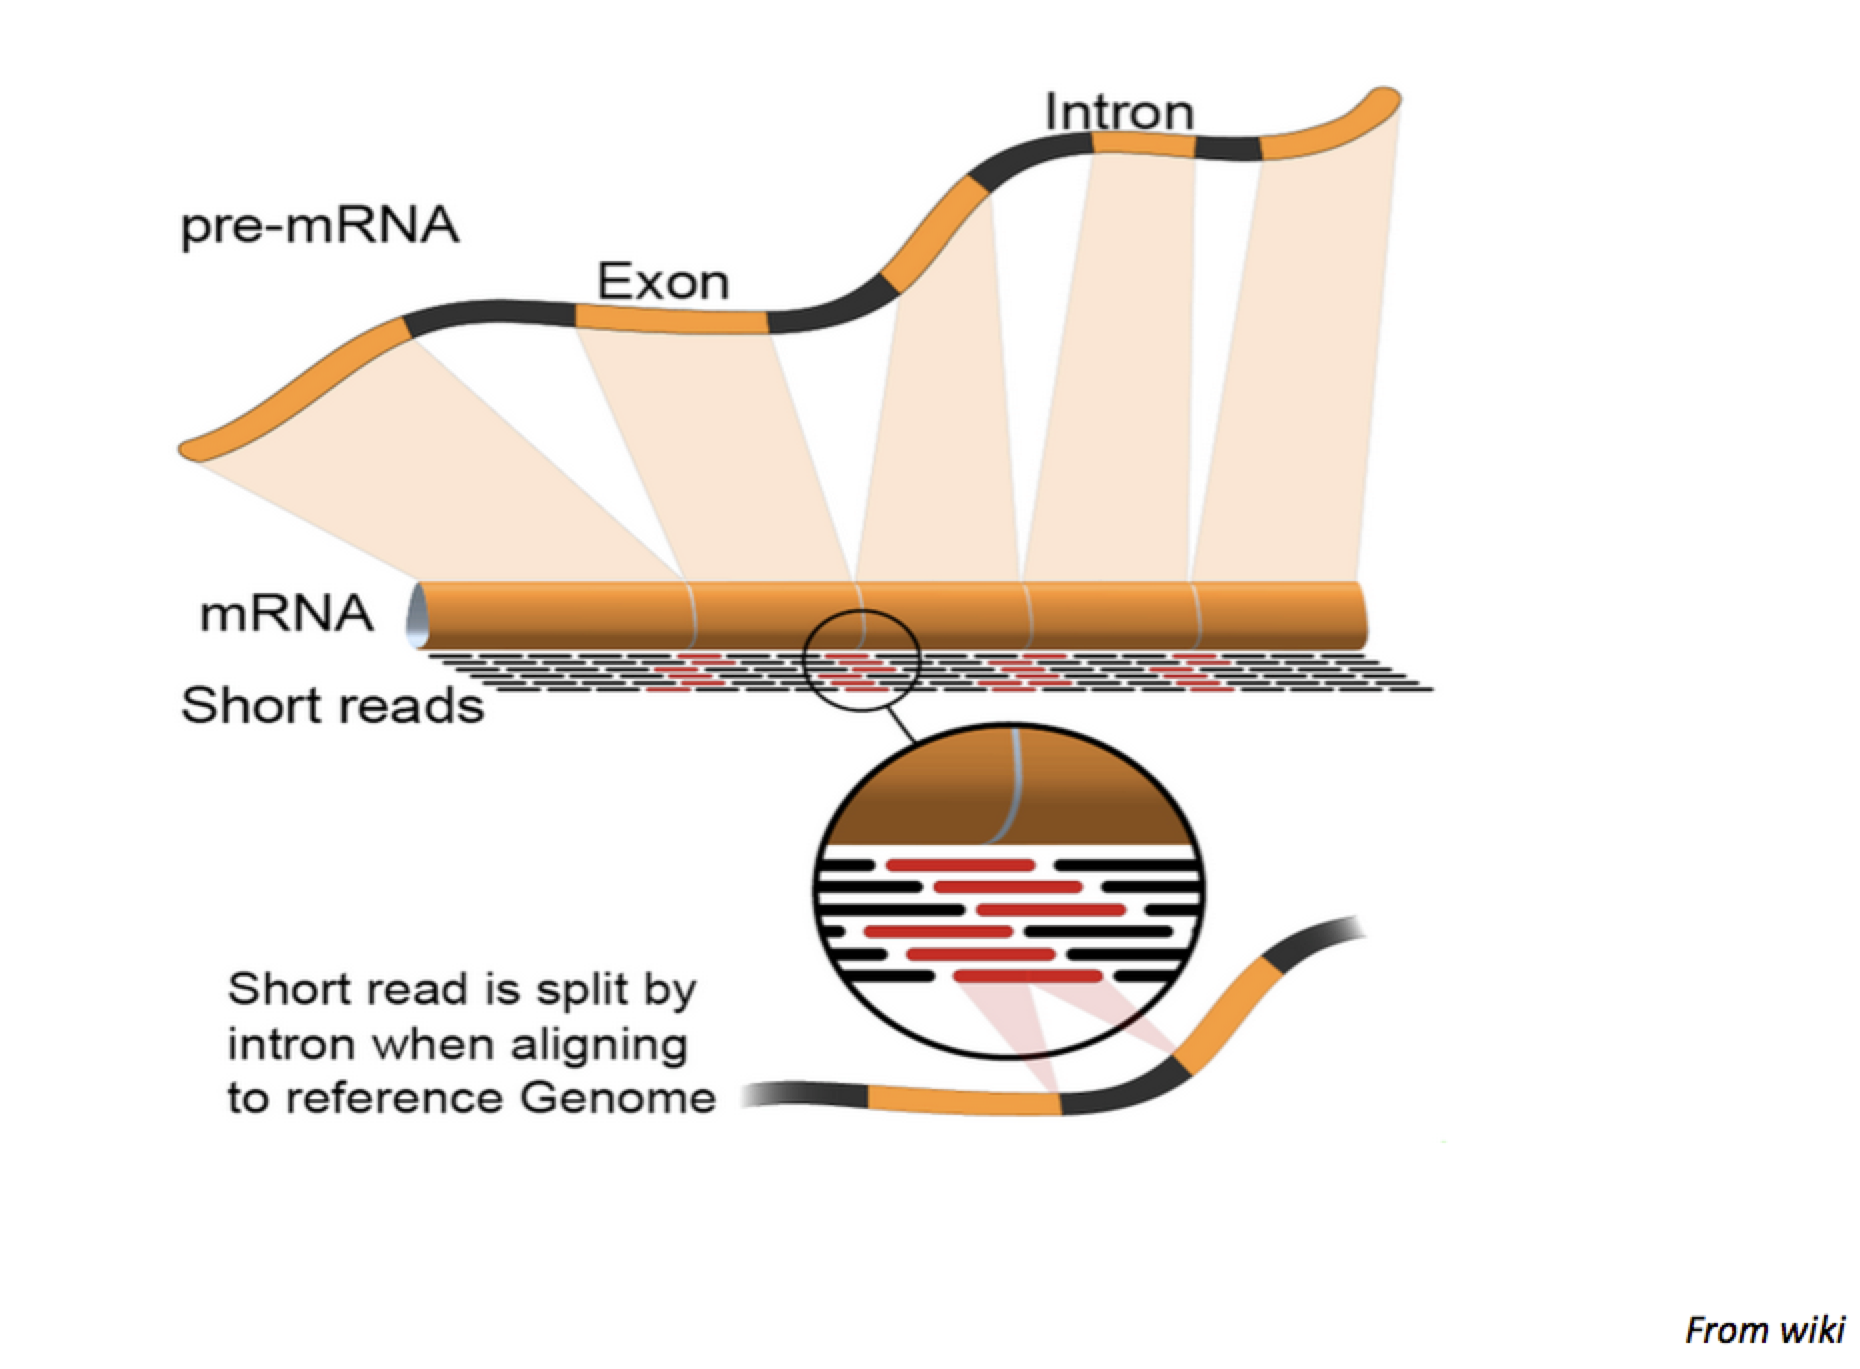 Intron
pre-mRNA
Exon
mRNA
Short reads
Short read is split by
intron when aligning
to reference Genome
From wiki